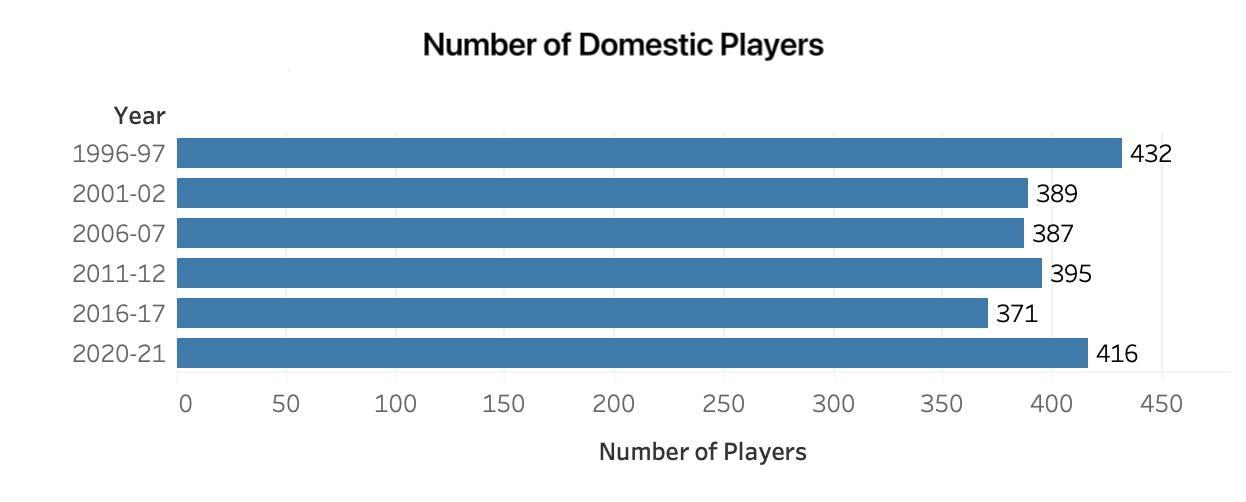 Number of Domestic Players
Year
1996-97 432
2001-02 389
2006-07 387
2011-12 395
2016-17 371
2020-21 416
0 50 100 150 200 250 300 350 400 450
Number of Players